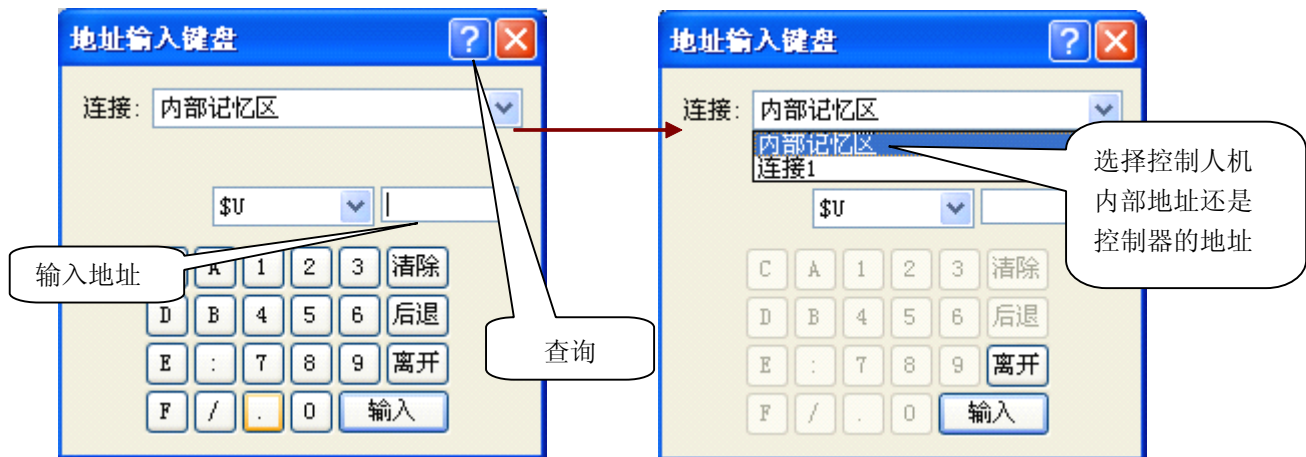 地址输入键盘 ?
连接: 内部记忆区
$U
A 1 2 3 清除
D B 4 5 6 后退
E : 7 8 9 离开
F / . 0 输入
输入地址
查询
地址输入键盘 ?
连接: 内部记忆区
内部记忆区
连接1
$U
C A 1 2 3 清除
D B 4 5 6 后退
E : 7 8 9 离开
F / . 0 输入
选择控制人机
内部地址还是
控制器的地址